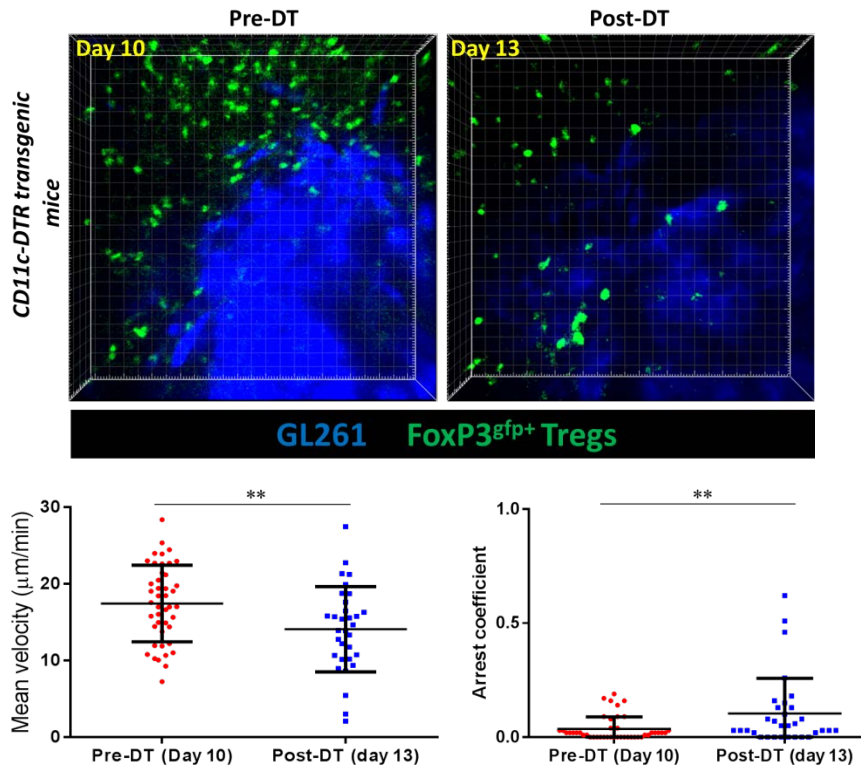 Pre-DT
Post-DT
Day 10
Day 13
CD11c-DTR transgenic
mice
GL261 FoxP3gfp+ Tregs
**
**
Mean velocity (µm/min)
30
20
10
0
Pre-DT (Day 10)
Post-DT (day 13)
Arrest coefficient
1.0
0.5
0.0
Pre-DT (Day 10)
Post-DT (day 13)